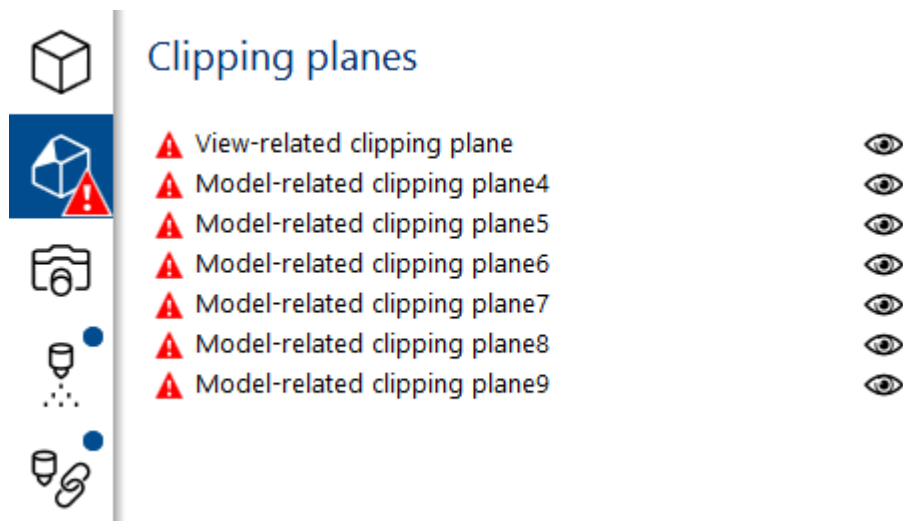 Clipping planes
View-related clipping plane
Model-related clipping plane4
Model-related clipping plane5
Model-related clipping plane6
Model-related clipping plane7
Model-related clipping plane8
Model-related clipping plane9